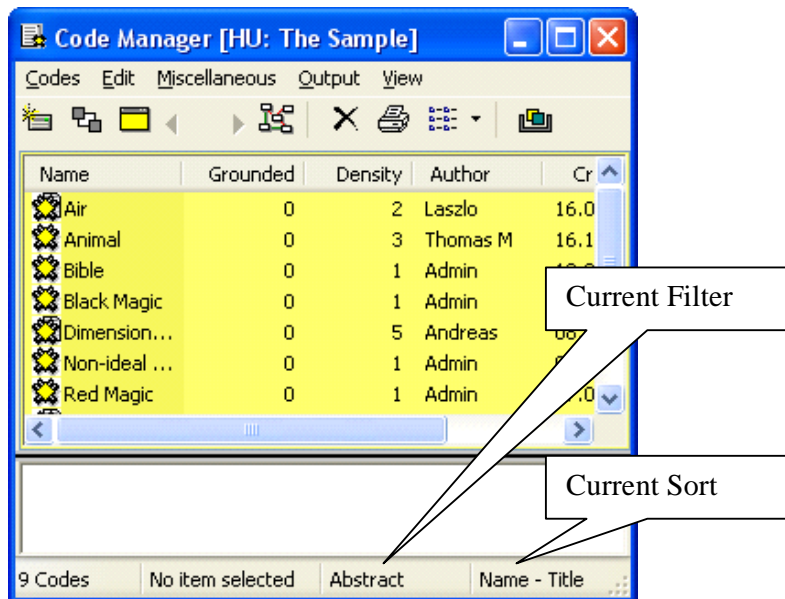 Code Manager [HU: The Sample]
Codes Edit Miscellaneous Output View
Name Grounded Density Author Cr
Air 0 2 Laszlo 16.0
Animal 0 3 Thomas M 16.1
Bible 0 1 Admin
Black Magic 0 1 Admin
Current Filter
Dimension... 0 5 Andreas
Non-ideal ... 0 1 Admin
Red Magic 0 1 Admin
Current Sort
9 Codes No item selected Abstract Name - Title